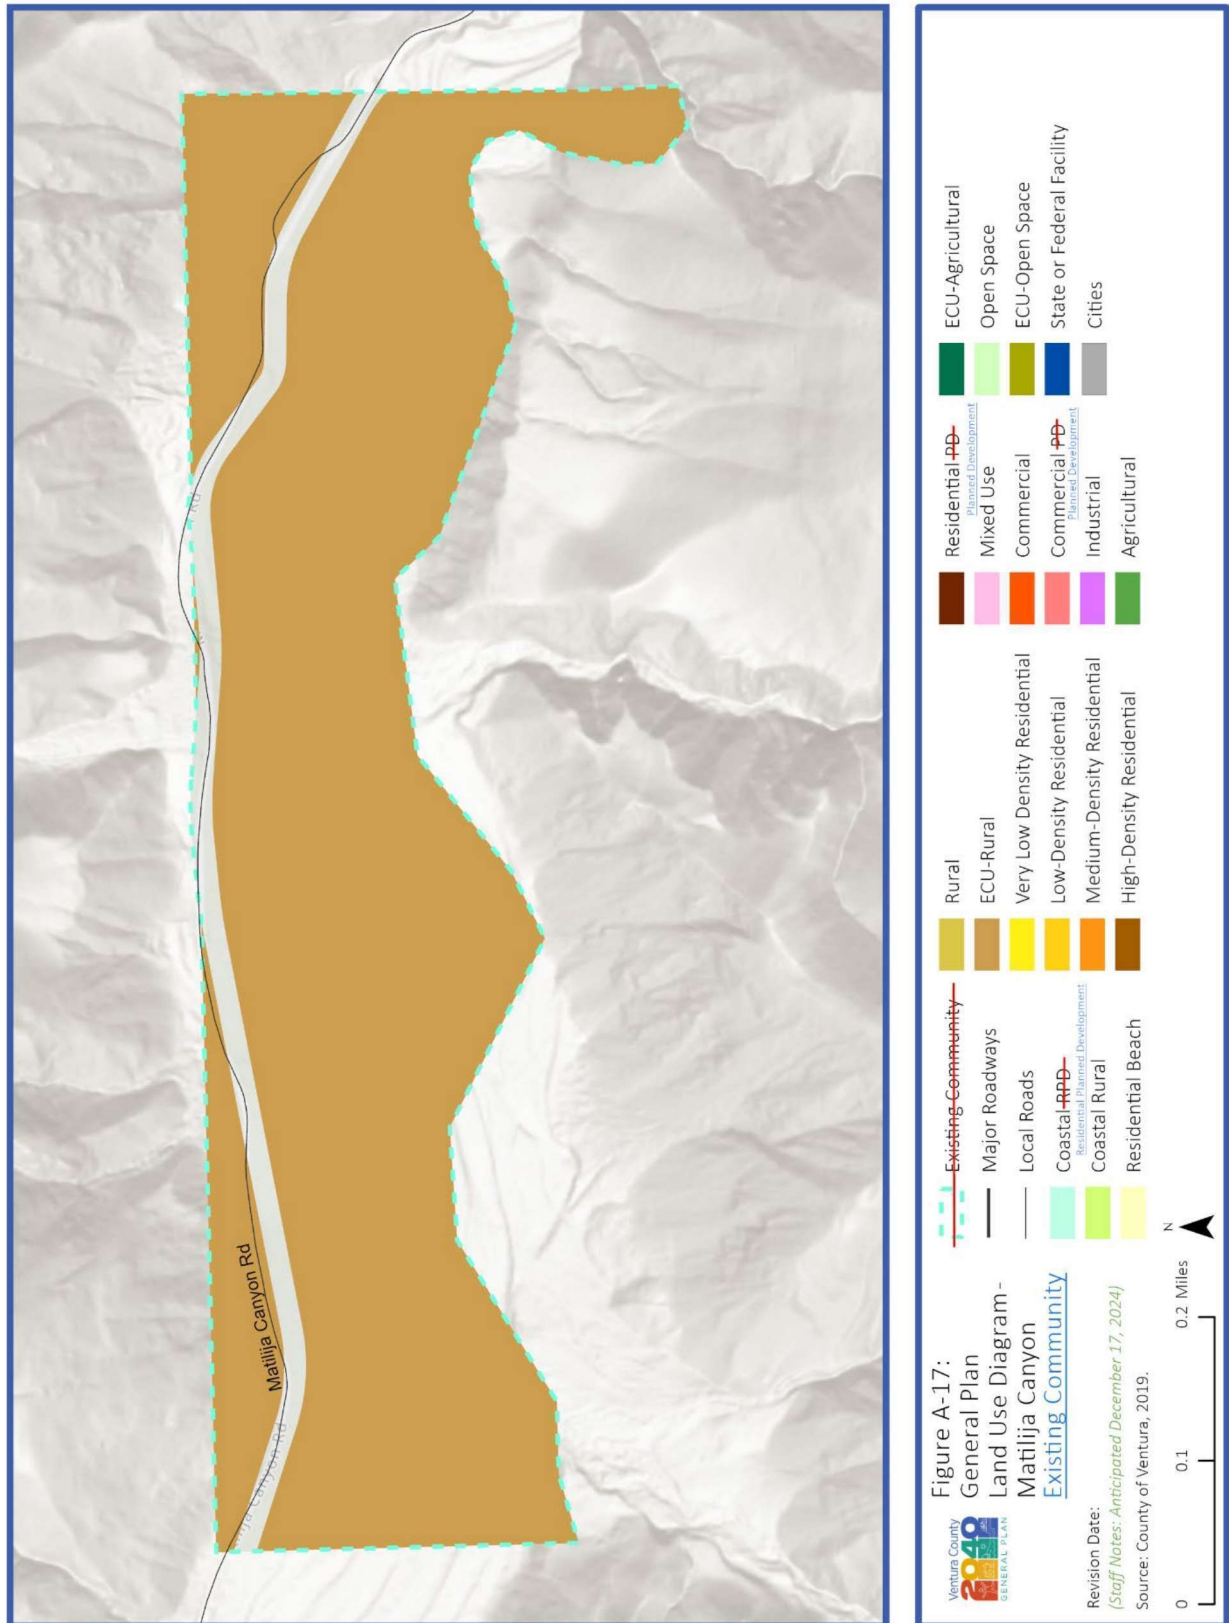 Matilija Canyon Rd
Canyon Rd
Rd
Ventura County
2040
GENERAL PLAN
Figure A-17:
General Plan
Land Use Diagram -
Matilija Canyon
Existing Community
Revision Date:
(Staff Notes: Anticipated December 17, 2024)
Source: County of Ventura, 2019.
0 0.1 0.2 Miles
N
Existing Community
Major Roadways
Local Roads
Coastal RPD
Residential Planned Development
Coastal Rural
Residential Beach
Rural
ECU-Rural
Very Low Density Residential
Low-Density Residential
Medium-Density Residential
High-Density Residential
Residential PD
Planned Development
Mixed Use
Commercial
Commercial PD
Planned Development
Industrial
Agricultural
ECU-Agricultural
Open Space
ECU-Open Space
State or Federal Facility
Cities